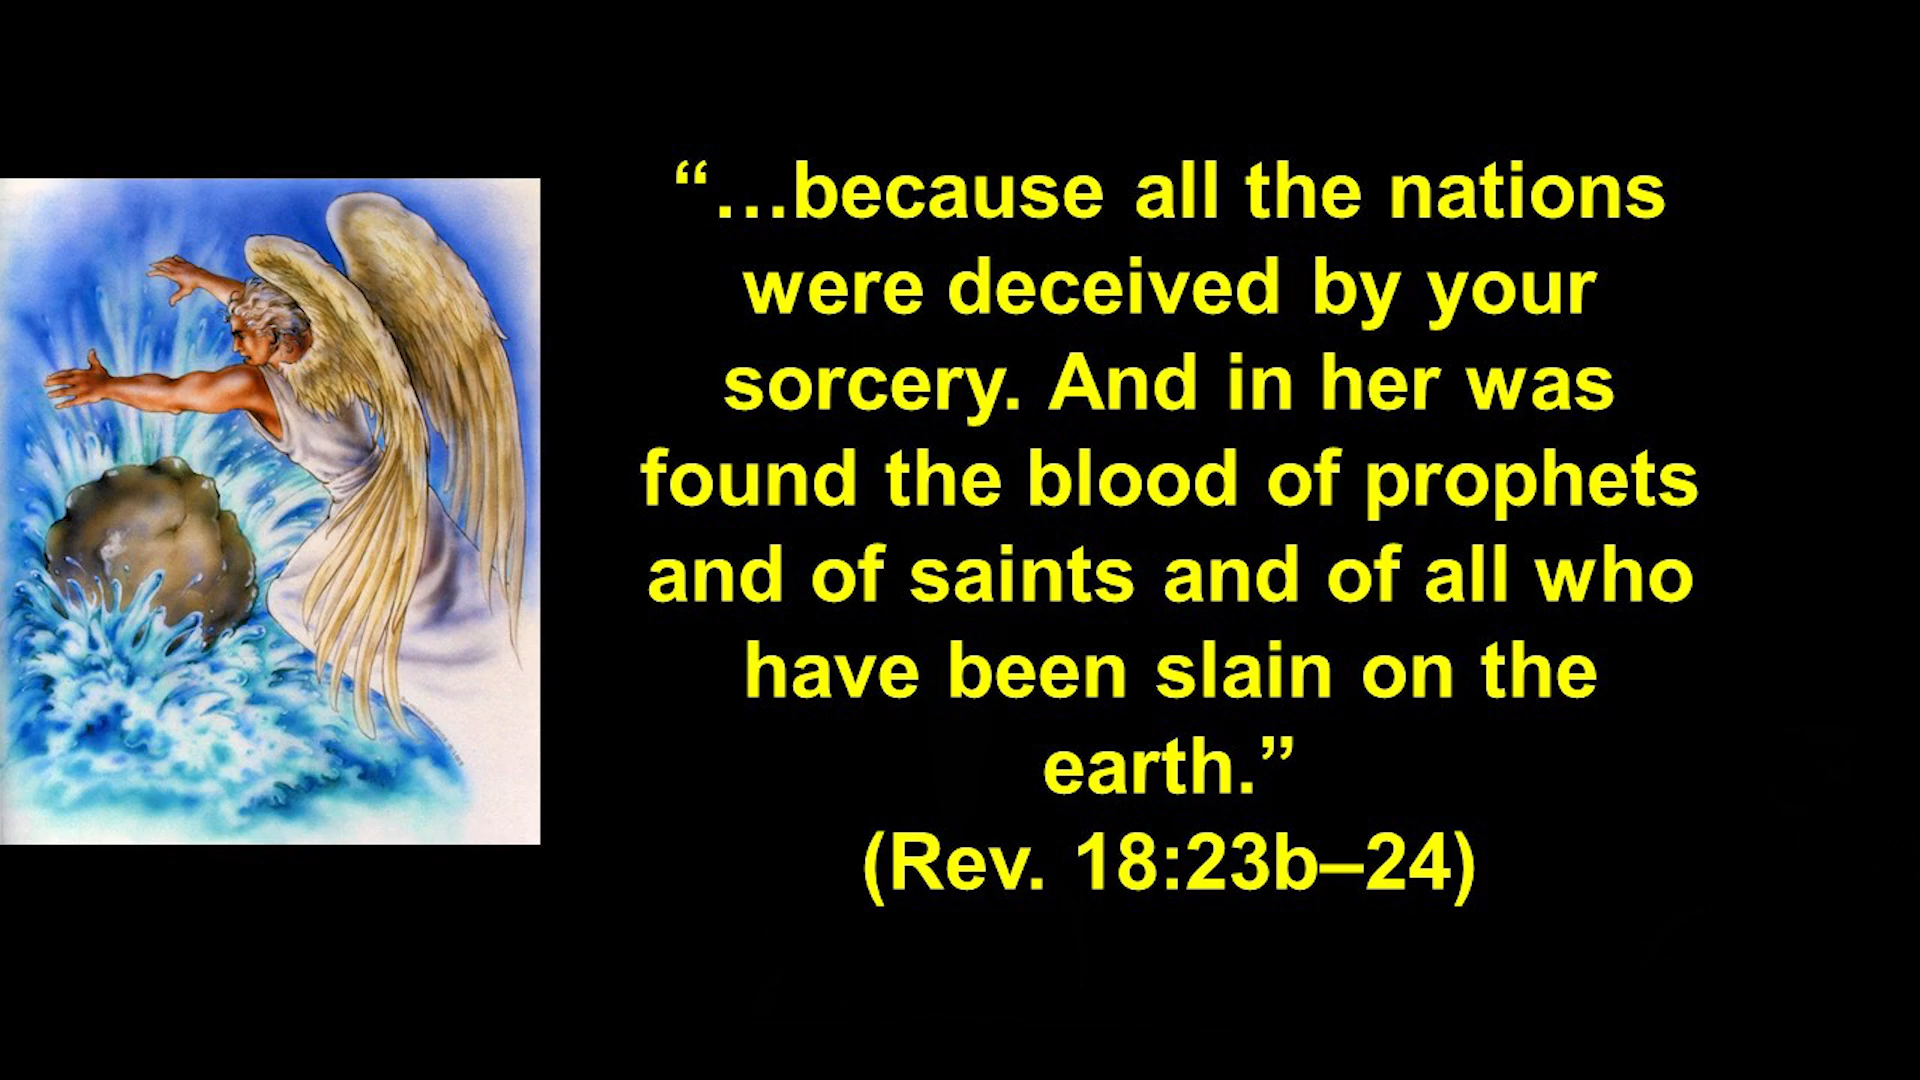 “…because all the nations
were deceived by your
sorcery. And in her was
found the blood of prophets
and of saints and of all who
have been slain on the
earth.”
(Rev. 18:23b–24)